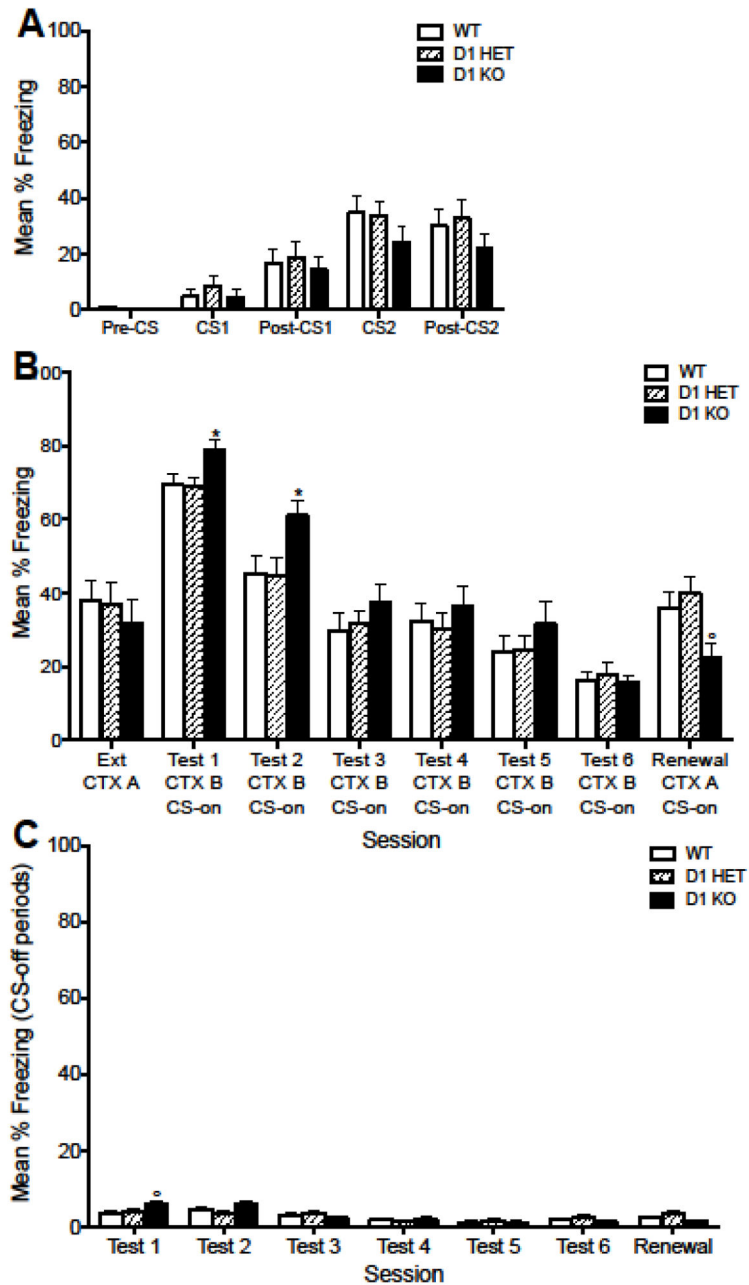 A
WT
D1 HET
D1 KO
100
80
60
40
20
0
Mean % Freezing
Pre-CS CS1 Post-CS1 CS2 Post-CS2
B
WT
D1 HET
D1 KO
100
80
60
40
20
0
Mean % Freezing
* * °
Ext Test 1 Test 2 Test 3 Test 4 Test 5 Test 6 Renewal
CTX A CTX B CTX B CTX B CTX B CTX B CTX B CTX A
CS-on CS-on CS-on CS-on CS-on CS-on CS-on
Session
C
WT
D1 HET
D1 KO
100
80
60
40
20
0
Mean % Freezing (CS-off periods)
°
Test 1 Test 2 Test 3 Test 4 Test 5 Test 6 Renewal
Session